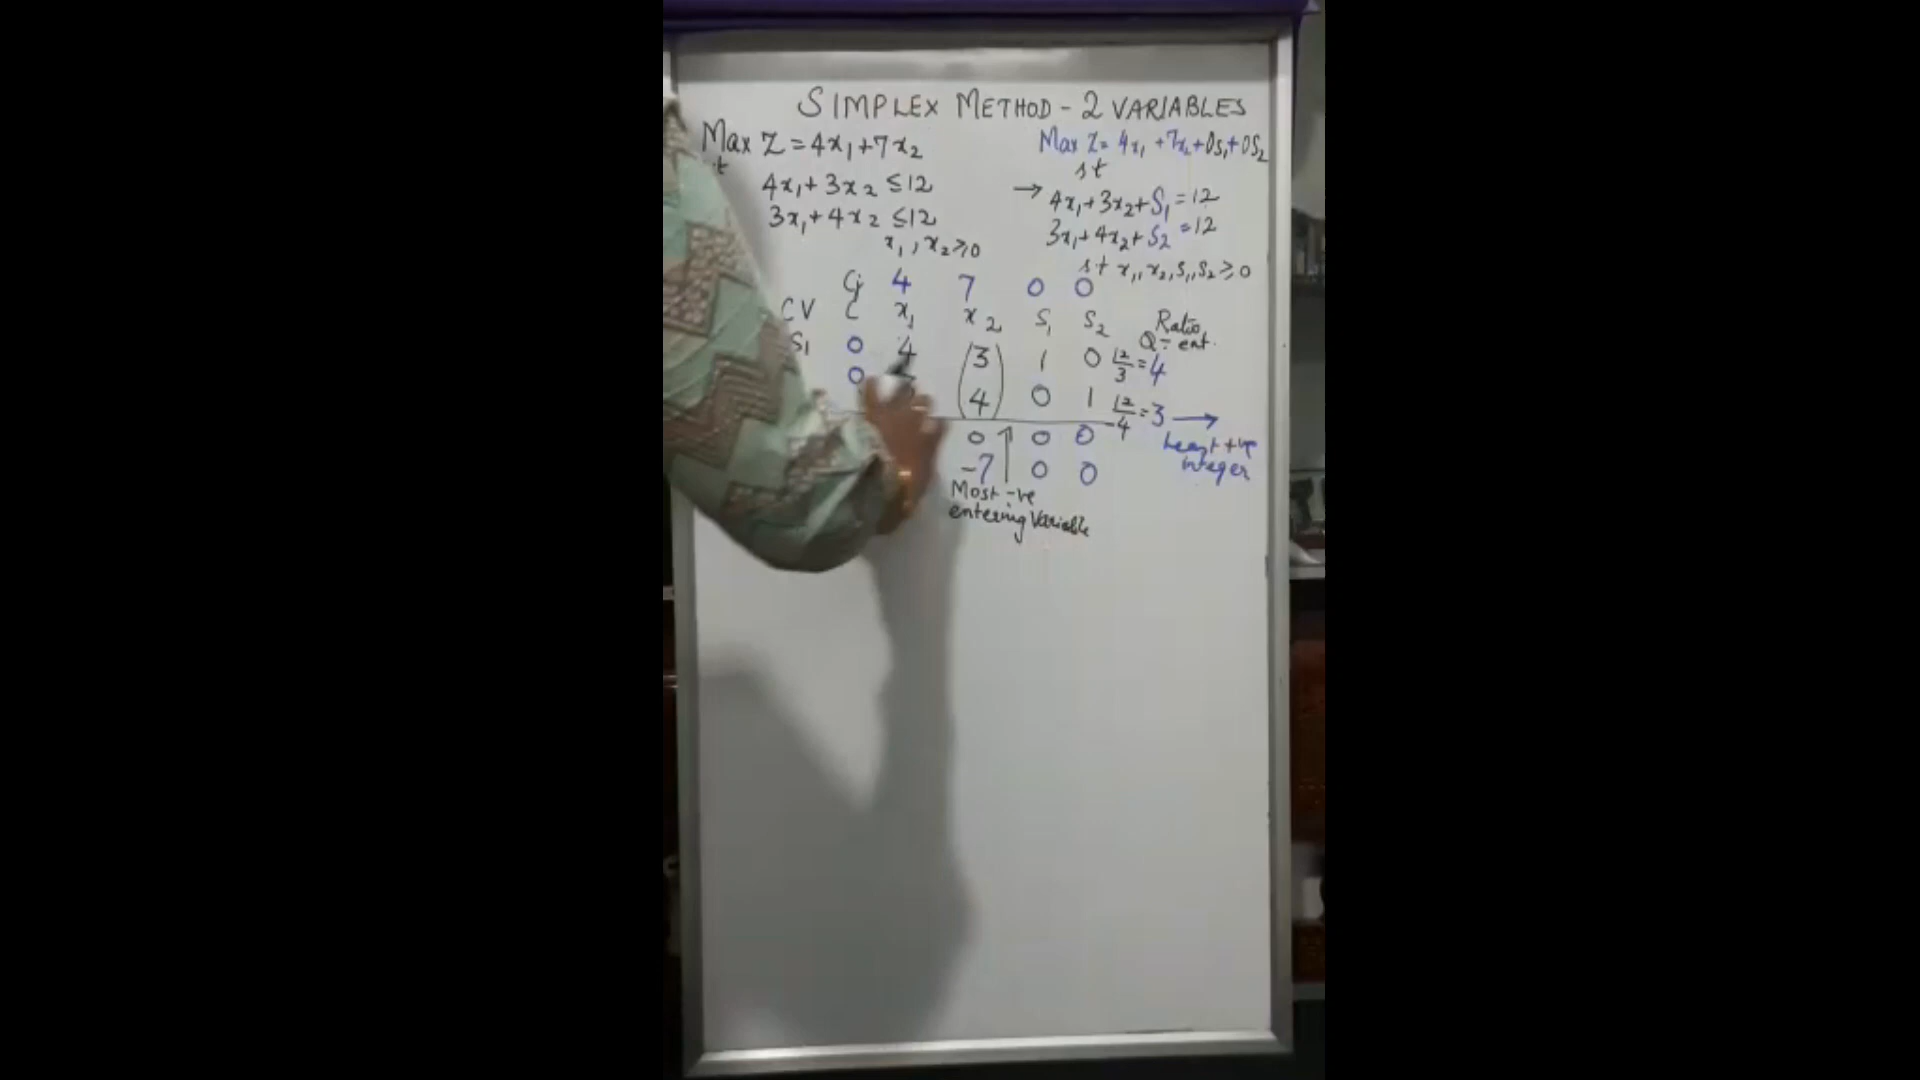 SIMPLEX METHOD - 2 VARIABLES
Max Z = 4x₁ + 7x₂
4x₁ + 3x₂ ≤ 12
3x₁ + 4x₂ ≤ 12
x₁, x₂ ≥ 0
Max Z = 4x₁ + 7x₂ + 0s₁ + 0s₂
st
→ 4x₁ + 3x₂ + S₁ = 12
3x₁ + 4x₂ + S₂ = 12
st x₁, x₂, s₁, s₂ ≥ 0
Cj 4 7 0 0
CV C x₁ x₂ S₁ S₂ Ratio
S₁ 0 4 3 1 0 12/3 = 4
0 4 0 1 12/4 = 3 →
0 0 0 Least +ve
-7 0 0 integer
Most -ve
entering Variable